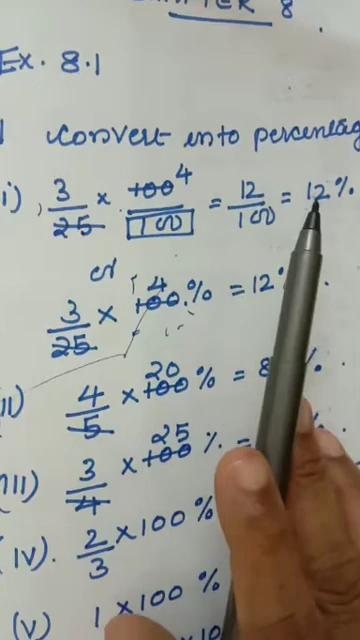 CHAPTER 8
Ex. 8.1
convert into percentag
i) 3/25 × 100 4/100 = 12/100 = 12%
or
3/25 × 100 4 % = 12%
ii) 4/5 × 100 20 % = 8 %
iii) 3/4 × 100 25 % =
iv). 2/3 × 100 %
(v) 1 × 100 %
× 10